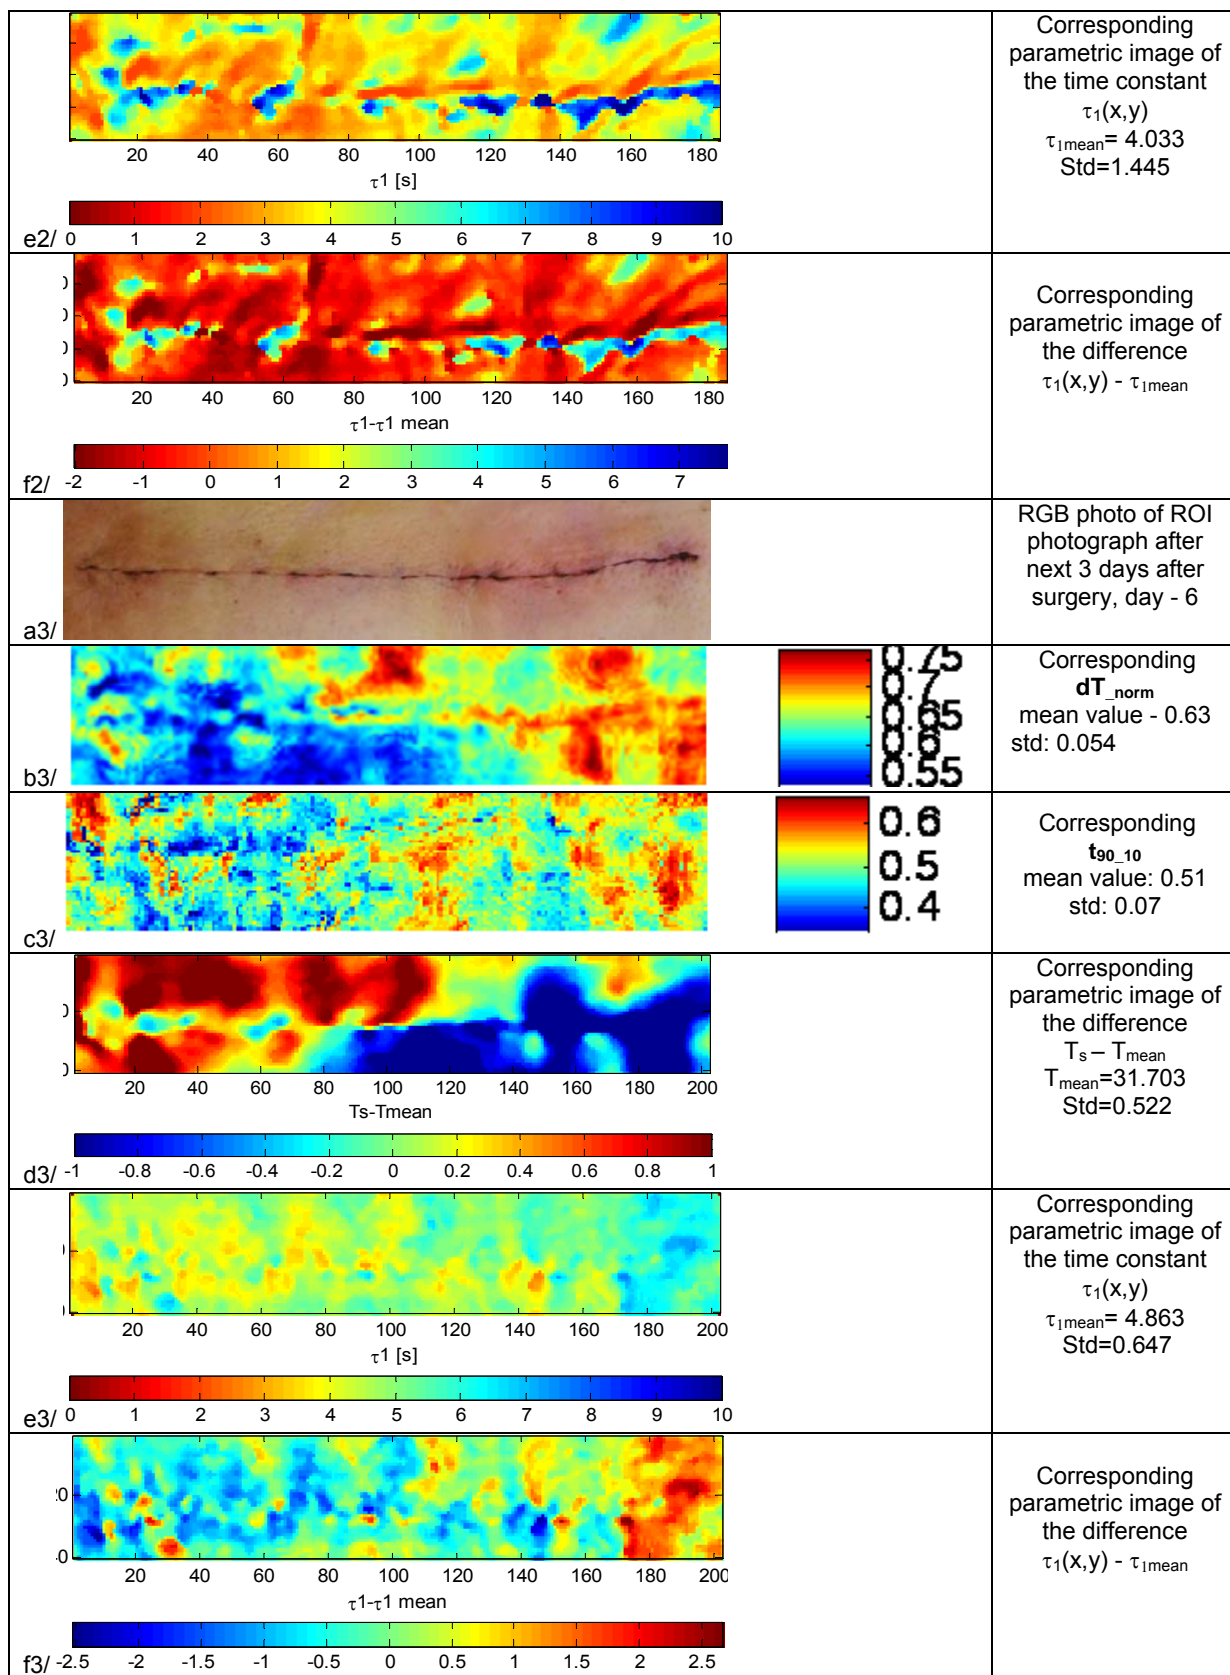 Corresponding
parametric image of
the time constant
τ1(x,y)
τ1mean= 4.033
Std=1.445
20 40 60 80 100 120 140 160 180
τ1 [s]
e2/ 0 1 2 3 4 5 6 7 8 9 10
Corresponding
parametric image of
the difference
τ1(x,y) - τ1mean
0
0
0
0
20 40 60 80 100 120 140 160 180
τ1-τ1 mean
f2/ -2 -1 0 1 2 3 4 5 6 7
RGB photo of ROI
photograph after
next 3 days after
surgery, day - 6
a3/
0.75
0.7
0.65
0.6
0.55
Corresponding
dT_norm
mean value - 0.63
std: 0.054
b3/
0.6
0.5
0.4
Corresponding
t90_10
mean value: 0.51
std: 0.07
c3/
Corresponding
parametric image of
the difference
Ts – Tmean
Tmean=31.703
Std=0.522
0
0
20 40 60 80 100 120 140 160 180 200
Ts-Tmean
d3/ -1 -0.8 -0.6 -0.4 -0.2 0 0.2 0.4 0.6 0.8 1
Corresponding
parametric image of
the time constant
τ1(x,y)
τ1mean= 4.863
Std=0.647
0
0
20 40 60 80 100 120 140 160 180 200
τ1 [s]
e3/ 0 1 2 3 4 5 6 7 8 9 10
Corresponding
parametric image of
the difference
τ1(x,y) - τ1mean
20
40
20 40 60 80 100 120 140 160 180 200
τ1-τ1 mean
f3/ -2.5 -2 -1.5 -1 -0.5 0 0.5 1 1.5 2 2.5